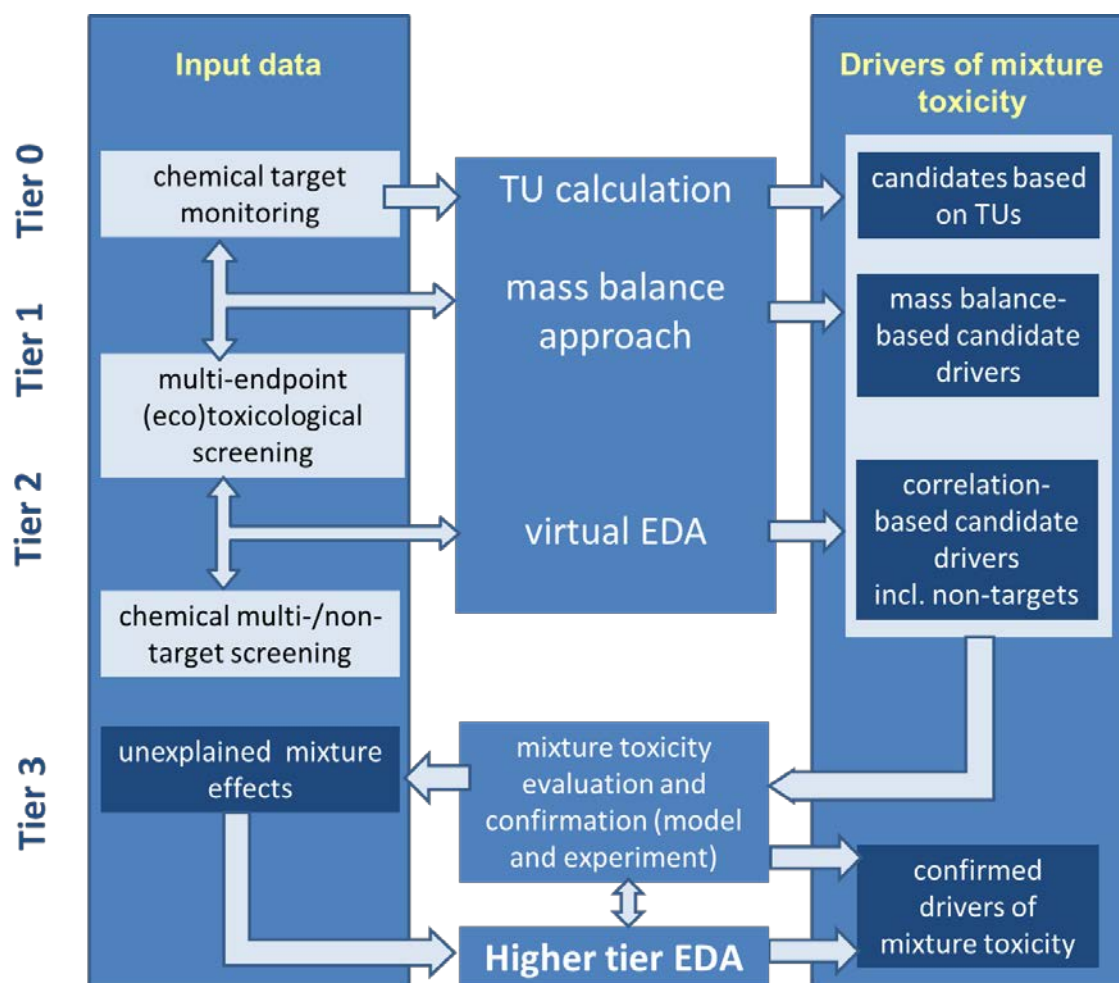 Input data
Drivers of mixture
toxicity
Tier 0
chemical target
monitoring
TU calculation
candidates based
on TUs
Tier 1
mass balance
approach
mass balance-
based candidate
drivers
multi-endpoint
(eco)toxicological
screening
Tier 2
virtual EDA
correlation-
based candidate
drivers
incl. non-targets
chemical multi-/non-
target screening
Tier 3
unexplained mixture
effects
mixture toxicity
evaluation and
confirmation (model
and experiment)
confirmed
drivers of
mixture toxicity
Higher tier EDA